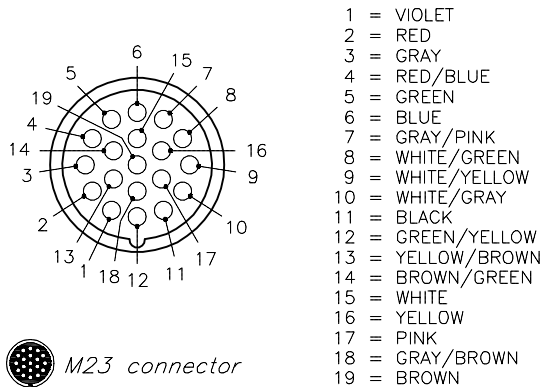 6
5
15
7
19
8
4
14
16
3
9
2
10
13
1
18
12
11
17
M23 connector
1 = VIOLET
2 = RED
3 = GRAY
4 = RED/BLUE
5 = GREEN
6 = BLUE
7 = GRAY/PINK
8 = WHITE/GREEN
9 = WHITE/YELLOW
10 = WHITE/GRAY
11 = BLACK
12 = GREEN/YELLOW
13 = YELLOW/BROWN
14 = BROWN/GREEN
15 = WHITE
16 = YELLOW
17 = PINK
18 = GRAY/BROWN
19 = BROWN